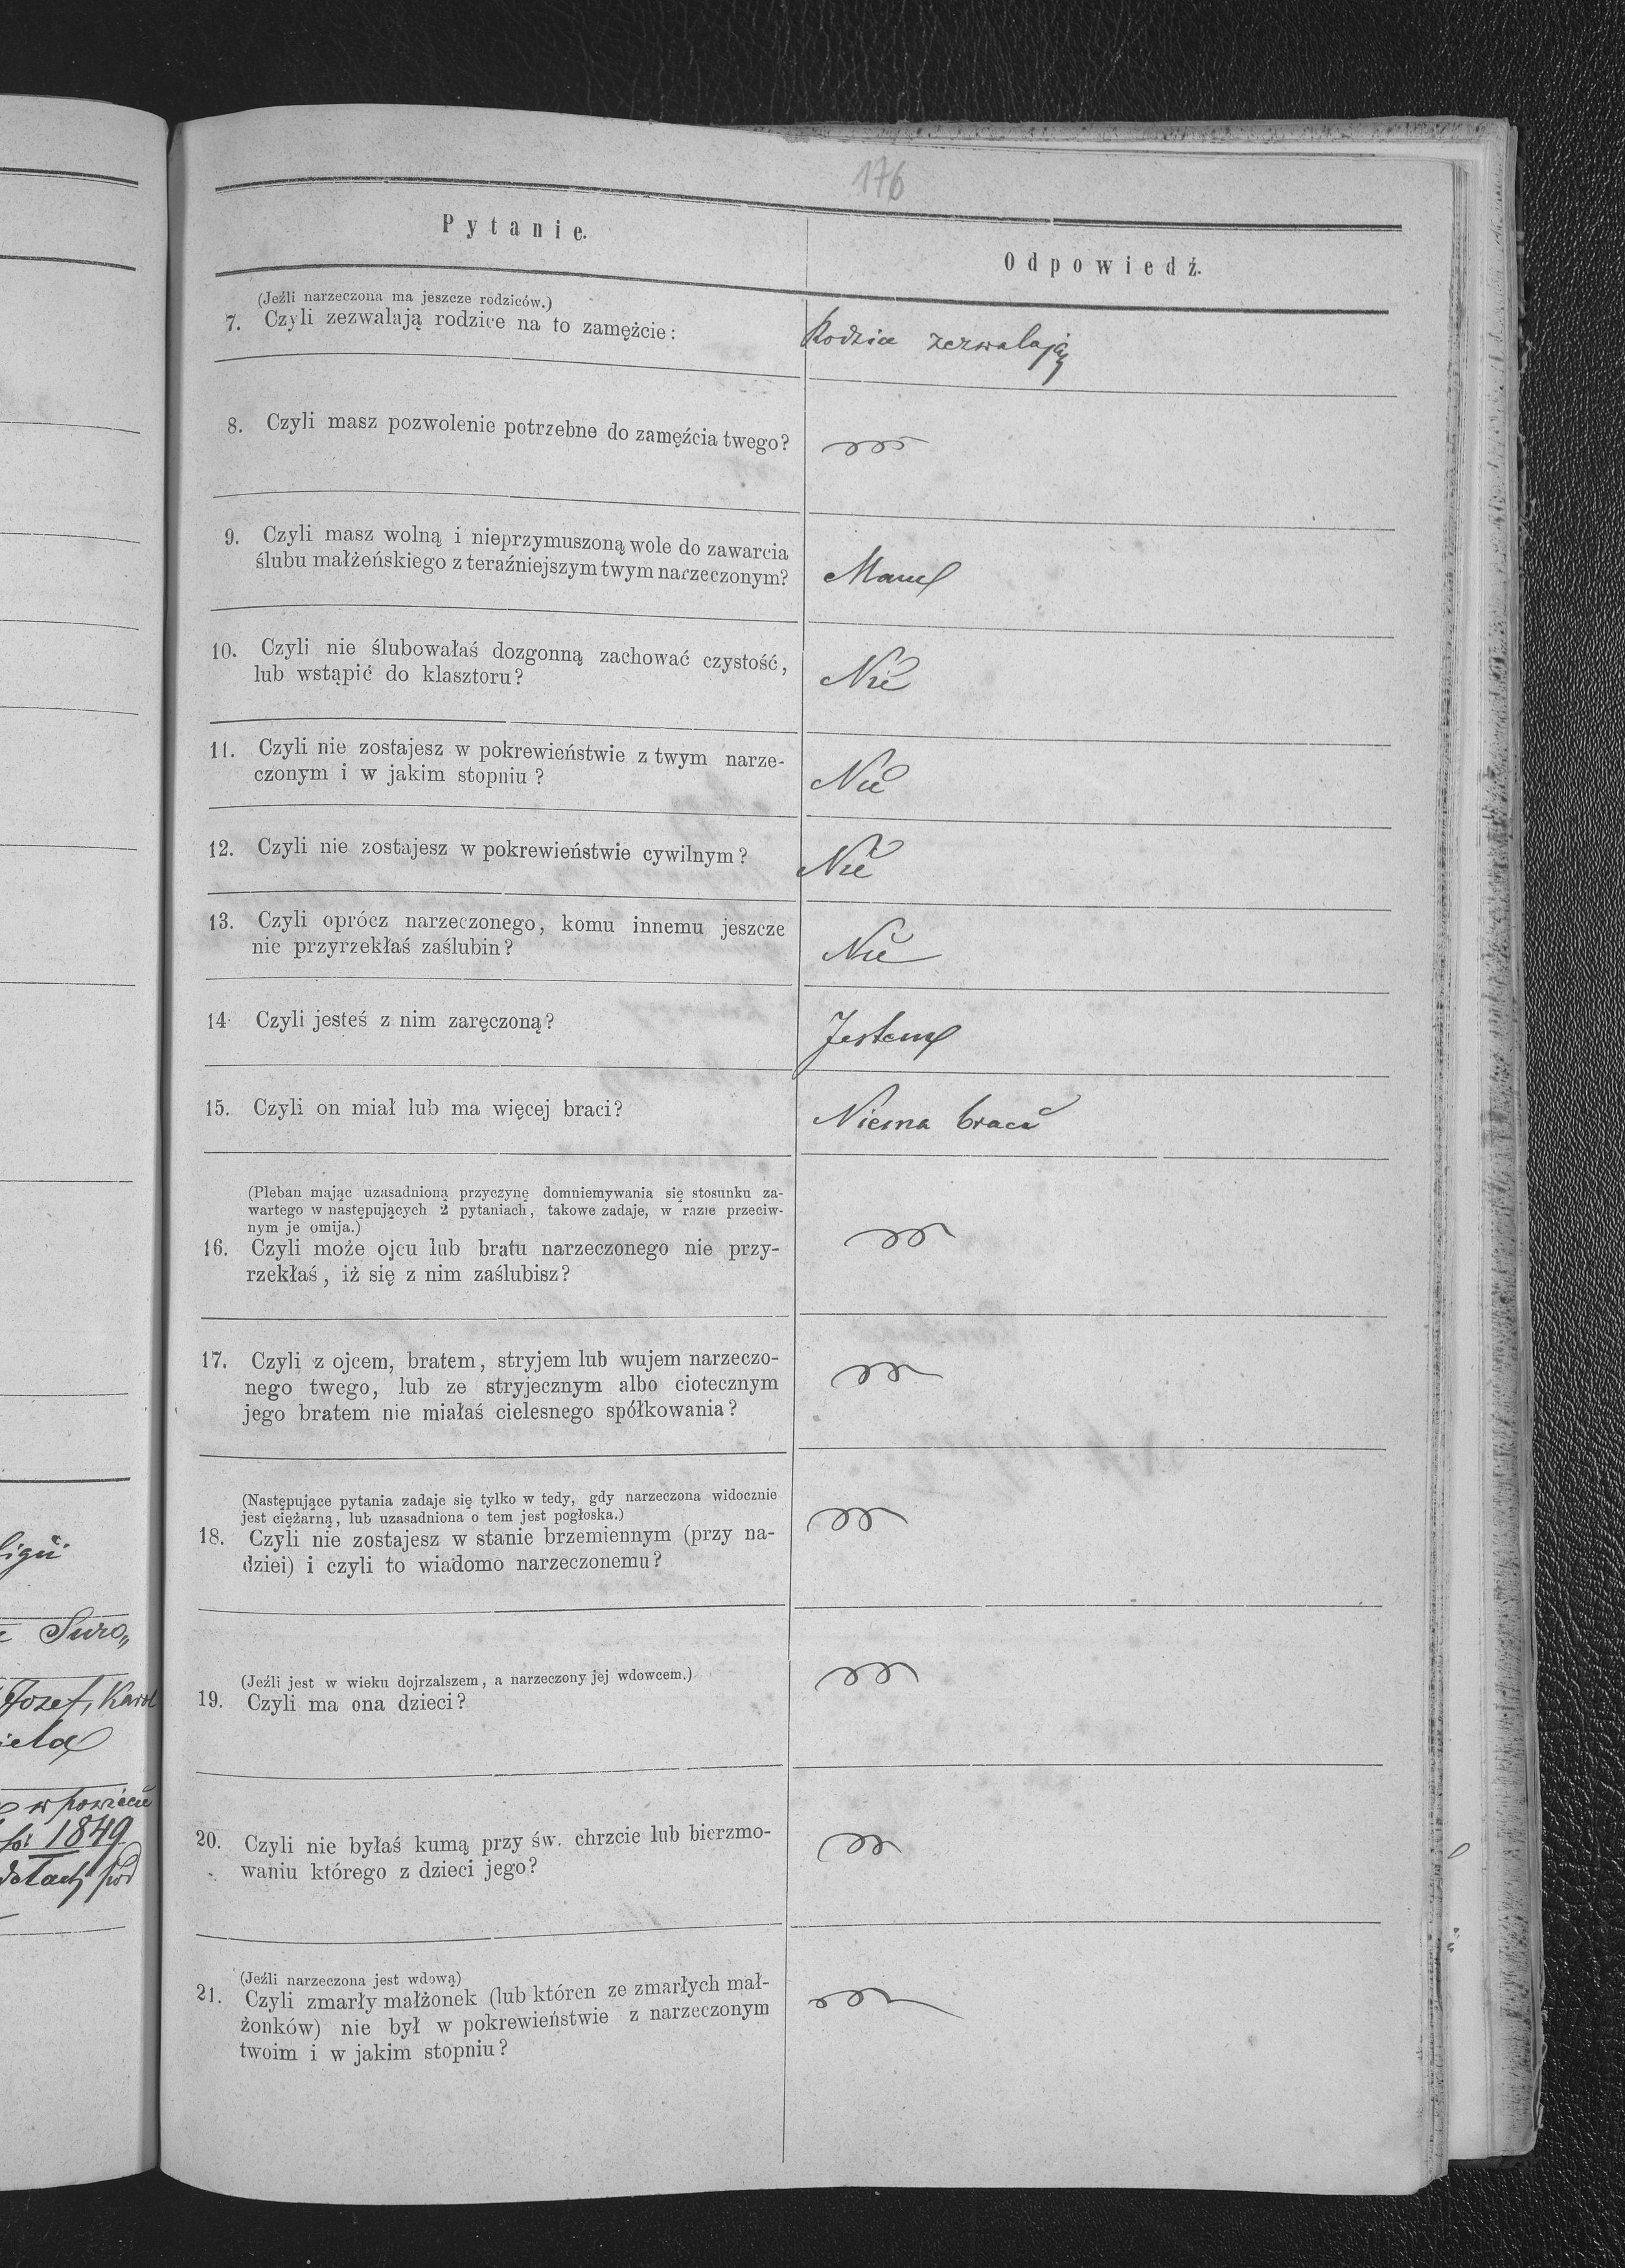 176
Pytanie.
Odpowiedź.
(Jeźli narzeczona ma jeszcze rodziców.)
7. Czyli zezwalają rodzice na to zamężcie:
Rodzice zezwalają
8. Czyli masz pozwolenie potrzebne do zamęźcia twego?
9. Czyli masz wolną i nieprzymuszoną wole do zawarcia
ślubu małżeńskiego z teraźniejszym twym narzeczonym?
Mam
10. Czyli nie ślubowałaś dozgonną zachować czystość,
lub wstąpić do klasztoru?
Nie
11. Czyli nie zostajesz w pokrewieństwie z twym narze-
czonym i w jakim stopniu ?
Nie
12. Czyli nie zostajesz w pokrewieństwie cywilnym?
Nie
13. Czyli oprócz narzeczonego, komu innemu jeszcze
nie przyrzekłaś zaślubin?
Nie
14. Czyli jesteś z nim zaręczoną?
Jestem
15. Czyli on miał lub ma więcej braci?
Niema braci
(Pleban mając uzasadnioną przyczynę domniemywania się stosunku za-
wartego w następujących 2 pytaniach, takowe zadaje, w razie przeciw-
nym je omija.)
16. Czyli może ojcu lub bratu narzeczonego nie przy-
rzekłaś, iż się z nim zaślubisz?
17. Czyli z ojcem, bratem, stryjem lub wujem narzeczo-
nego twego, lub ze stryjecznym albo ciotecznym
jego bratem nie miałaś cielesnego spółkowania?
(Następujące pytania zadaje się tylko w tedy, gdy narzeczona widocznie
jest ciężarną, lub uzasadniona o tem jest pogłoska.)
18. Czyli nie zostajesz w stanie brzemiennym (przy na-
dziei) i czyli to wiadomo narzeczonemu?
(Jeźli jest w wieku dojrzalszem, a narzeczony jej wdowcem.)
19. Czyli ma ona dzieci?
20. Czyli nie byłaś kumą przy św. chrzcie lub bierzmo-
waniu którego z dzieci jego?
(Jeźli narzeczona jest wdową)
21. Czyli zmarły małżonek (lub któren ze zmarłych mał-
żonków) nie był w pokrewieństwie z narzeczonym
twoim i w jakim stopniu?
ligii
Suro„
Jozef, Karol
w powiecie
1849
pod